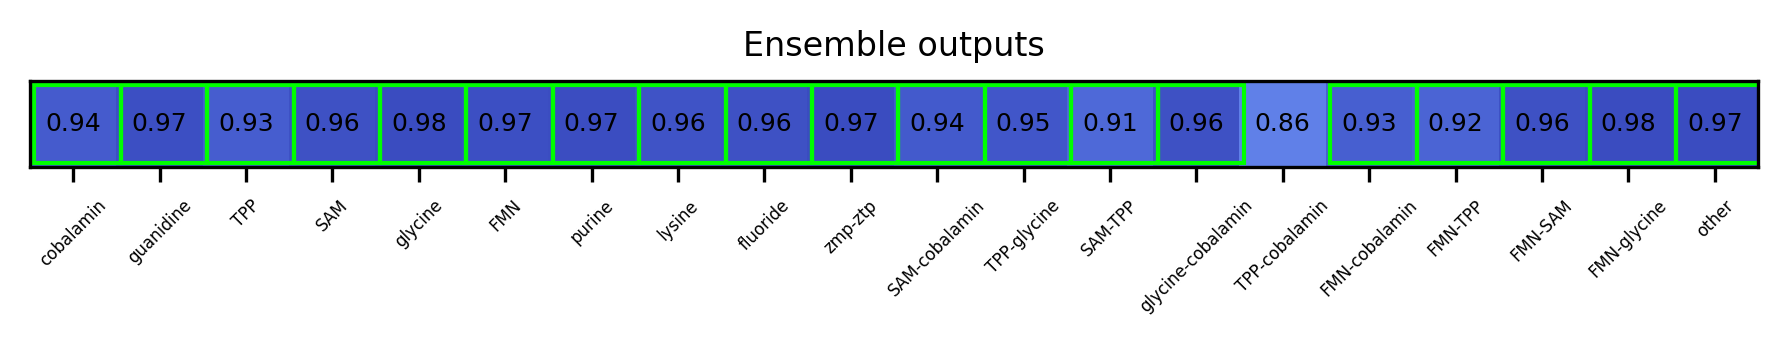 Ensemble outputs
0.94 0.97 0.93 0.96 0.98 0.97 0.97 0.96 0.96 0.97 0.94 0.95 0.91 0.96 0.86 0.93 0.92 0.96 0.98 0.97
cobalamin guanidine TPP SAM glycine FMN purine lysine fluoride zmp-ztp SAM-cobalamin TPP-glycine SAM-TPP glycine-cobalamin TPP-cobalamin FMN-cobalamin FMN-TPP FMN-SAM FMN-glycine other